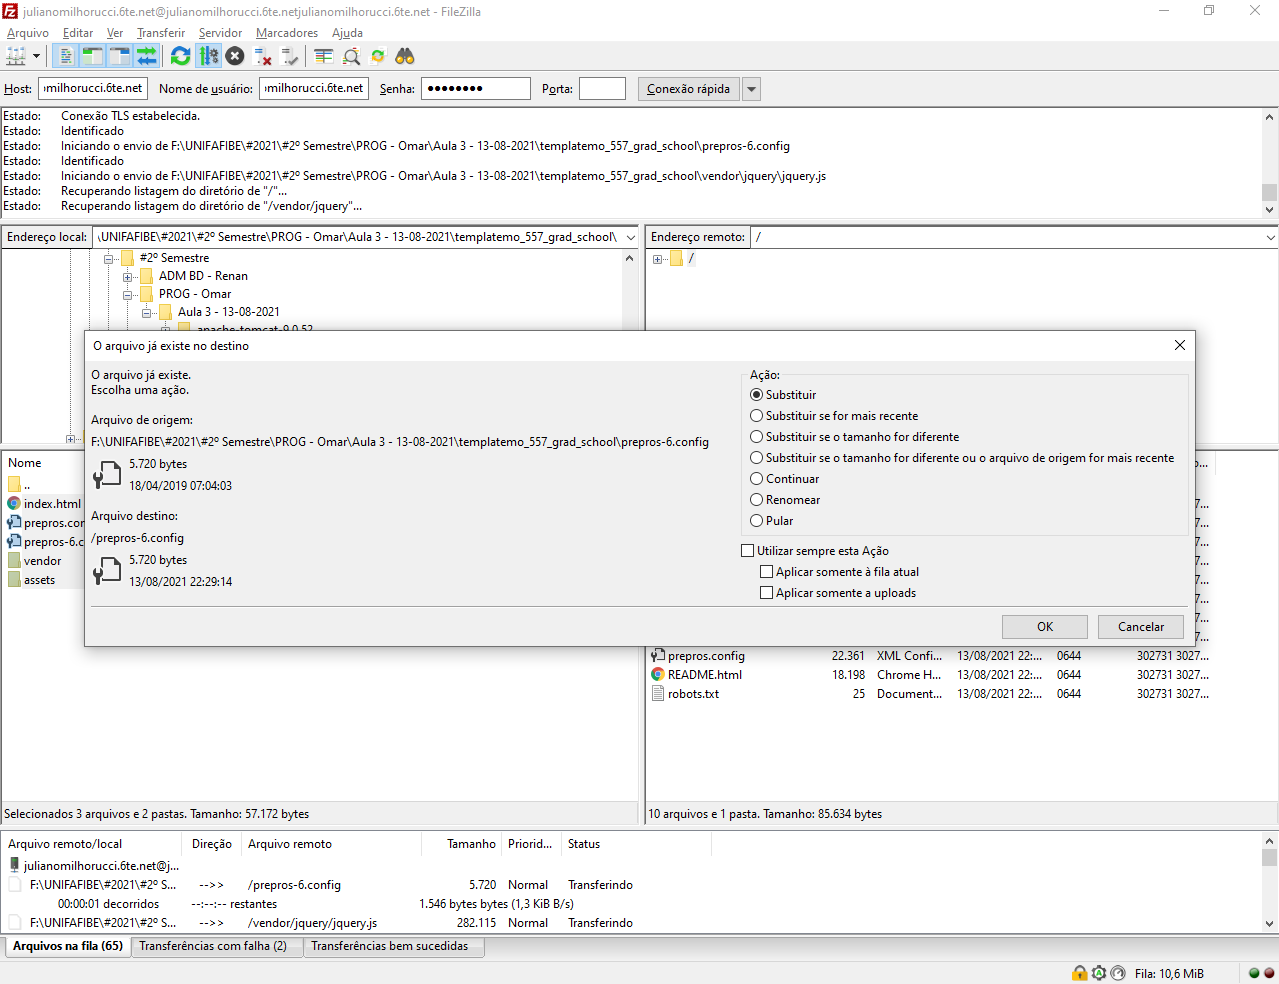 julianomilhorucci.6te.net@julianomilhorucci.6te.netjulianomilhorucci.6te.net - FileZilla
Arquivo Editar Ver Transferir Servidor Marcadores Ajuda
Host: milhorucci.6te.net Nome de usuário: milhorucci.6te.net Senha: ●●●●●●●● Porta: Conexão rápida
Estado: Conexão TLS estabelecida.
Estado: Identificado
Estado: Iniciando o envio de F:\UNIFAFIBE\#2021\#2º Semestre\PROG - Omar\Aula 3 - 13-08-2021\templatemo_557_grad_school\prepros-6.config
Estado: Identificado
Estado: Iniciando o envio de F:\UNIFAFIBE\#2021\#2º Semestre\PROG - Omar\Aula 3 - 13-08-2021\templatemo_557_grad_school\vendor\jquery\jquery.js
Estado: Recuperando listagem do diretório de "/"...
Estado: Recuperando listagem do diretório de "/vendor/jquery"...
Endereço local: \UNIFAFIBE\#2021\#2º Semestre\PROG - Omar\Aula 3 - 13-08-2021\templatemo_557_grad_school\
Endereço remoto: /
#2º Semestre
ADM BD - Renan
PROG - Omar
Aula 3 - 13-08-2021
apache-tomcat-9.0.52
/
O arquivo já existe no destino
O arquivo já existe.
Escolha uma ação.
Arquivo de origem:
F:\UNIFAFIBE\#2021\#2º Semestre\PROG - Omar\Aula 3 - 13-08-2021\templatemo_557_grad_school\prepros-6.config
5.720 bytes
18/04/2019 07:04:03
Arquivo destino:
/prepros-6.config
5.720 bytes
13/08/2021 22:29:14
Ação:
Substituir
Substituir se for mais recente
Substituir se o tamanho for diferente
Substituir se o tamanho for diferente ou o arquivo de origem for mais recente
Continuar
Renomear
Pular
Utilizar sempre esta Ação
Aplicar somente à fila atual
Aplicar somente a uploads
OK Cancelar
Nome
..
index.html
prepros.con
prepros-6.c
vendor
assets
o...
7...
7...
7...
7...
7...
7...
7...
7...
prepros.config 22.361 XML Confi... 13/08/2021 22:... 0644 302731 3027...
README.html 18.198 Chrome H... 13/08/2021 22:... 0644 302731 3027...
robots.txt 25 Document... 13/08/2021 22:... 0644 302731 3027...
Selecionados 3 arquivos e 2 pastas. Tamanho: 57.172 bytes
10 arquivos e 1 pasta. Tamanho: 85.634 bytes
Arquivo remoto/local Direção Arquivo remoto Tamanho Priorid... Status
julianomilhorucci.6te.net@j...
F:\UNIFAFIBE\#2021\#2º S... -->> /prepros-6.config 5.720 Normal Transferindo
00:00:01 decorridos --:--:-- restantes 1.546 bytes bytes (1,3 KiB B/s)
F:\UNIFAFIBE\#2021\#2º S... -->> /vendor/jquery/jquery.js 282.115 Normal Transferindo
Arquivos na fila (65) Transferências com falha (2) Transferências bem sucedidas
Fila: 10,6 MiB